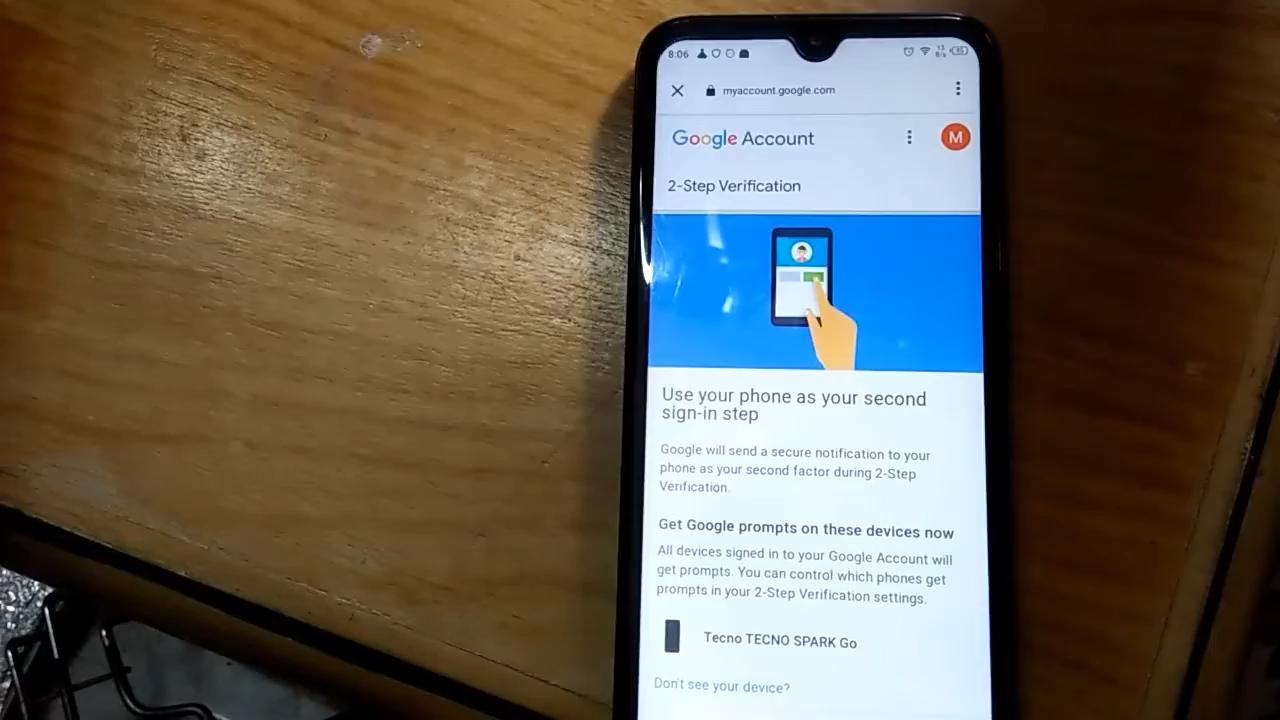 8:06
myaccount.google.com
Google Account
M
2-Step Verification
Use your phone as your second
sign-in step
Google will send a secure notification to your
phone as your second factor during 2-Step
Verification.
Get Google prompts on these devices now
All devices signed in to your Google Account will
get prompts. You can control which phones get
prompts in your 2-Step Verification settings.
Tecno TECNO SPARK Go
Don't see your device?